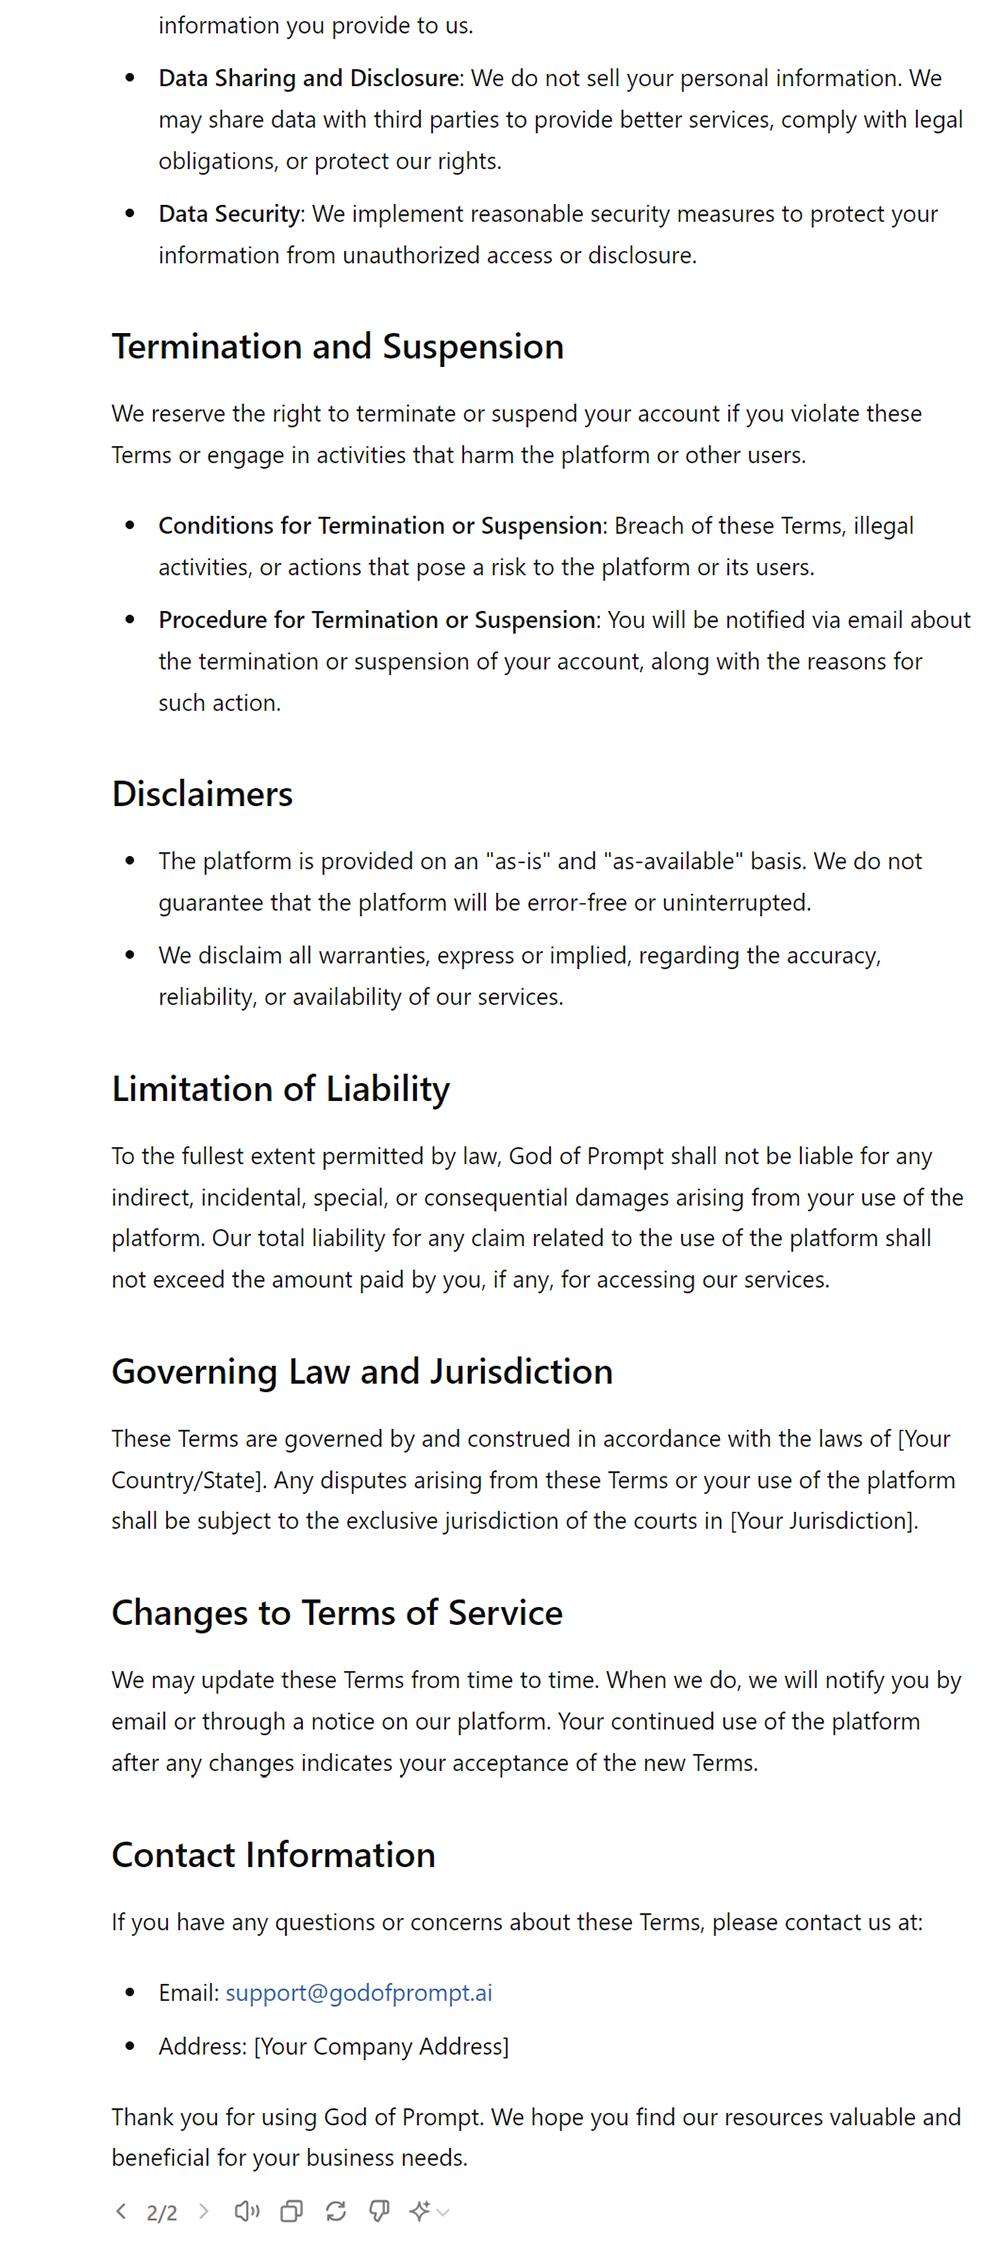 information you provide to us.
• Data Sharing and Disclosure: We do not sell your personal information. We
may share data with third parties to provide better services, comply with legal
obligations, or protect our rights.
• Data Security: We implement reasonable security measures to protect your
information from unauthorized access or disclosure.
Termination and Suspension
We reserve the right to terminate or suspend your account if you violate these
Terms or engage in activities that harm the platform or other users.
• Conditions for Termination or Suspension: Breach of these Terms, illegal
activities, or actions that pose a risk to the platform or its users.
• Procedure for Termination or Suspension: You will be notified via email about
the termination or suspension of your account, along with the reasons for
such action.
Disclaimers
• The platform is provided on an "as-is" and "as-available" basis. We do not
guarantee that the platform will be error-free or uninterrupted.
• We disclaim all warranties, express or implied, regarding the accuracy,
reliability, or availability of our services.
Limitation of Liability
To the fullest extent permitted by law, God of Prompt shall not be liable for any
indirect, incidental, special, or consequential damages arising from your use of the
platform. Our total liability for any claim related to the use of the platform shall
not exceed the amount paid by you, if any, for accessing our services.
Governing Law and Jurisdiction
These Terms are governed by and construed in accordance with the laws of [Your
Country/State]. Any disputes arising from these Terms or your use of the platform
shall be subject to the exclusive jurisdiction of the courts in [Your Jurisdiction].
Changes to Terms of Service
We may update these Terms from time to time. When we do, we will notify you by
email or through a notice on our platform. Your continued use of the platform
after any changes indicates your acceptance of the new Terms.
Contact Information
If you have any questions or concerns about these Terms, please contact us at:
• Email: support@godofprompt.ai
• Address: [Your Company Address]
Thank you for using God of Prompt. We hope you find our resources valuable and
beneficial for your business needs.
2/2